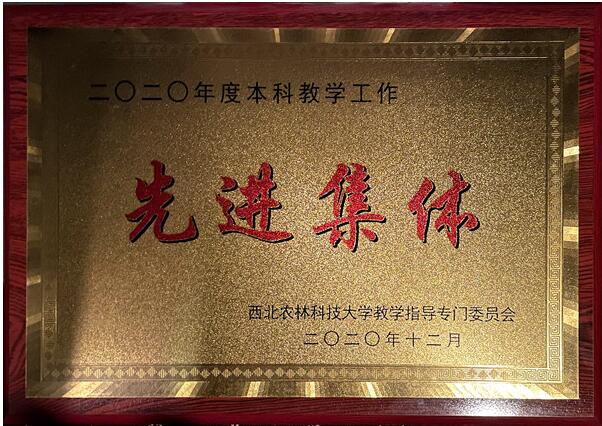 二〇二〇年度本科教学工作
先进集体
西北农林科技大学教学指导专门委员会
二〇二〇年十二月